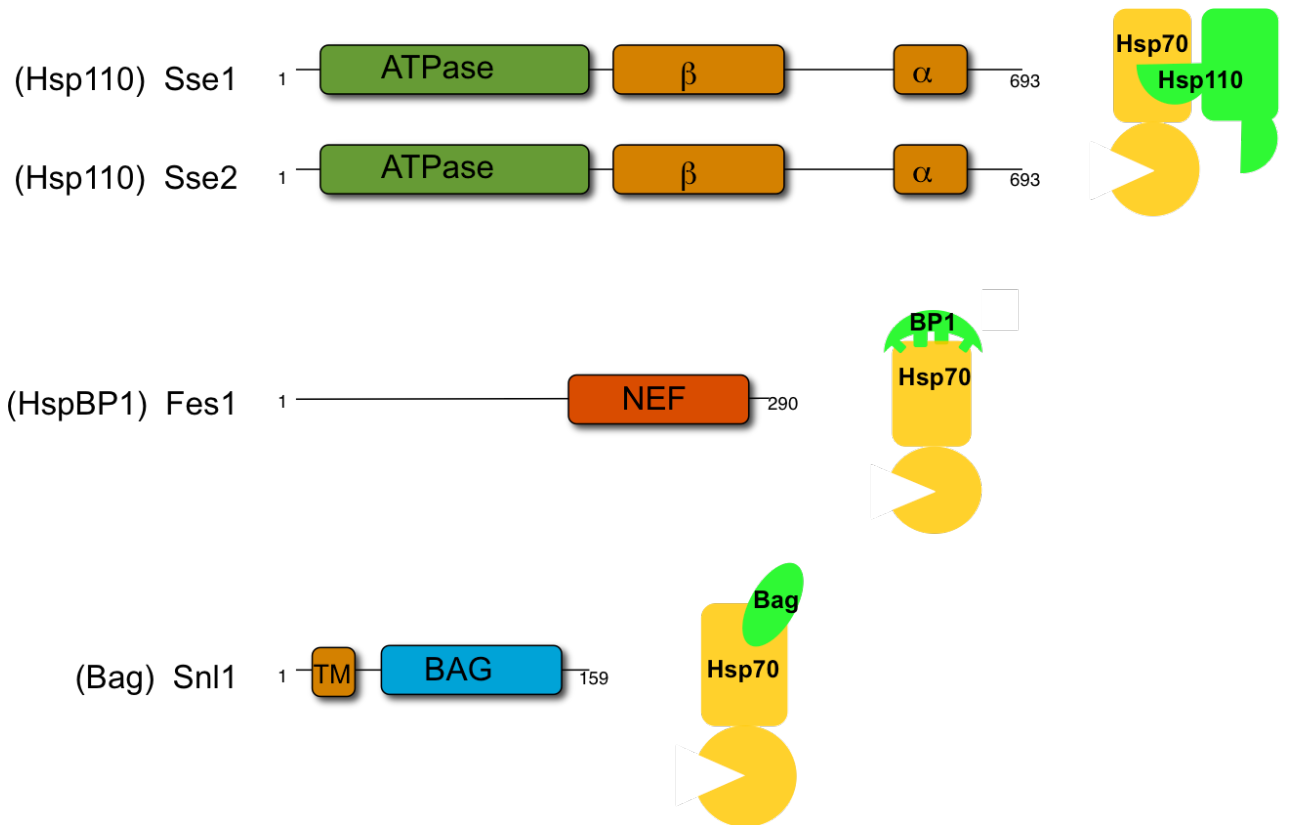 (Hsp110) Sse1 1 ATPase β α 693
Hsp70
Hsp110
(Hsp110) Sse2 1 ATPase β α 693
(HspBP1) Fes1 1 NEF 290
BP1
Hsp70
(Bag) Snl1 1 TM BAG 159
Bag
Hsp70